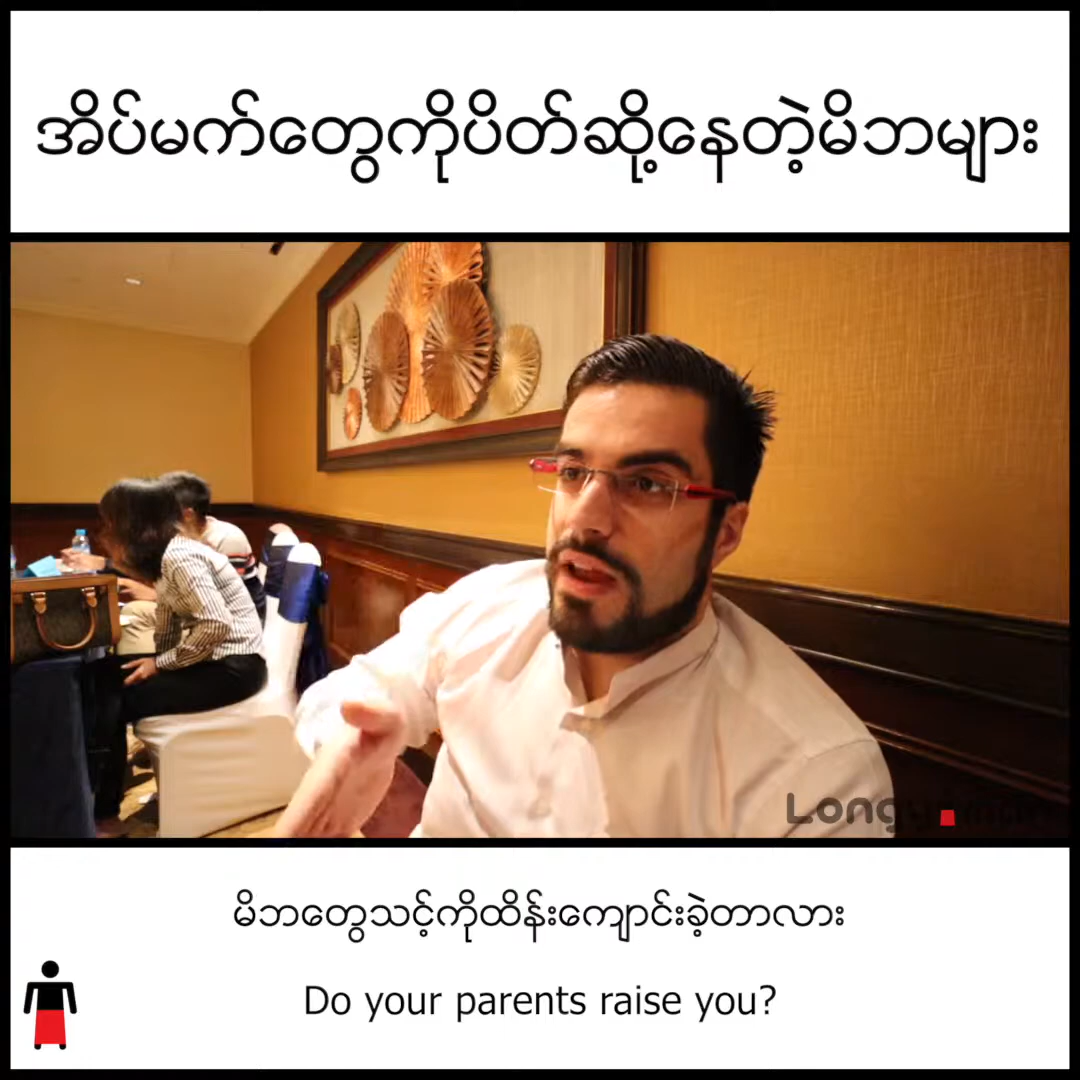 အိပ်မက်တွေကိုပိတ်ဆို့နေတဲ့မိဘများ
မိဘတွေသင့်ကိုထိန်းကျောင်းခဲ့တာလား
Do your parents raise you?